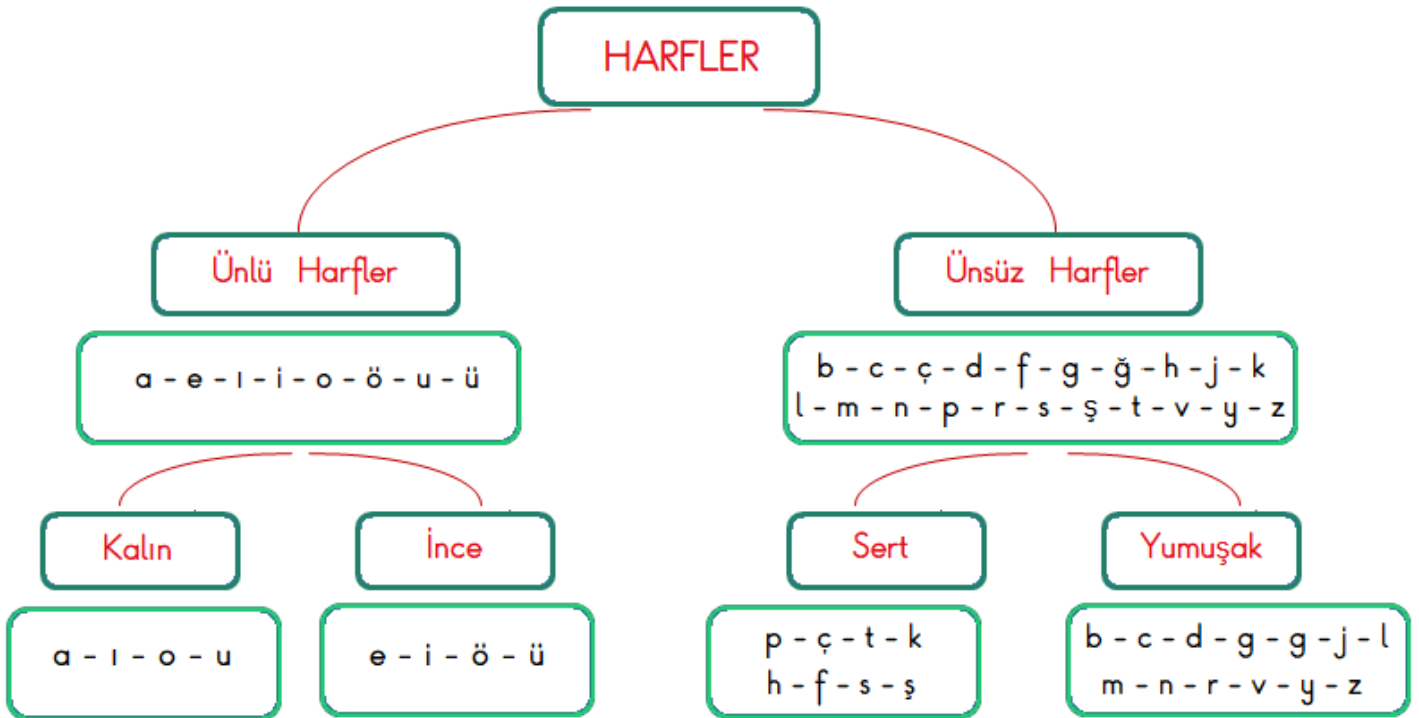 HARFLER
Ünlü Harfler
Ünsüz Harfler
a - e - ı - i - o - ö - u - ü
b - c - ç - d - f - g - ğ - h - j - k
l - m - n - p - r - s - ş - t - v - y - z
Kalın
İnce
Sert
Yumuşak
a - ı - o - u
e - i - ö - ü
p - ç - t - k
h - f - s - ş
b - c - d - g - g - j - l
m - n - r - v - y - z